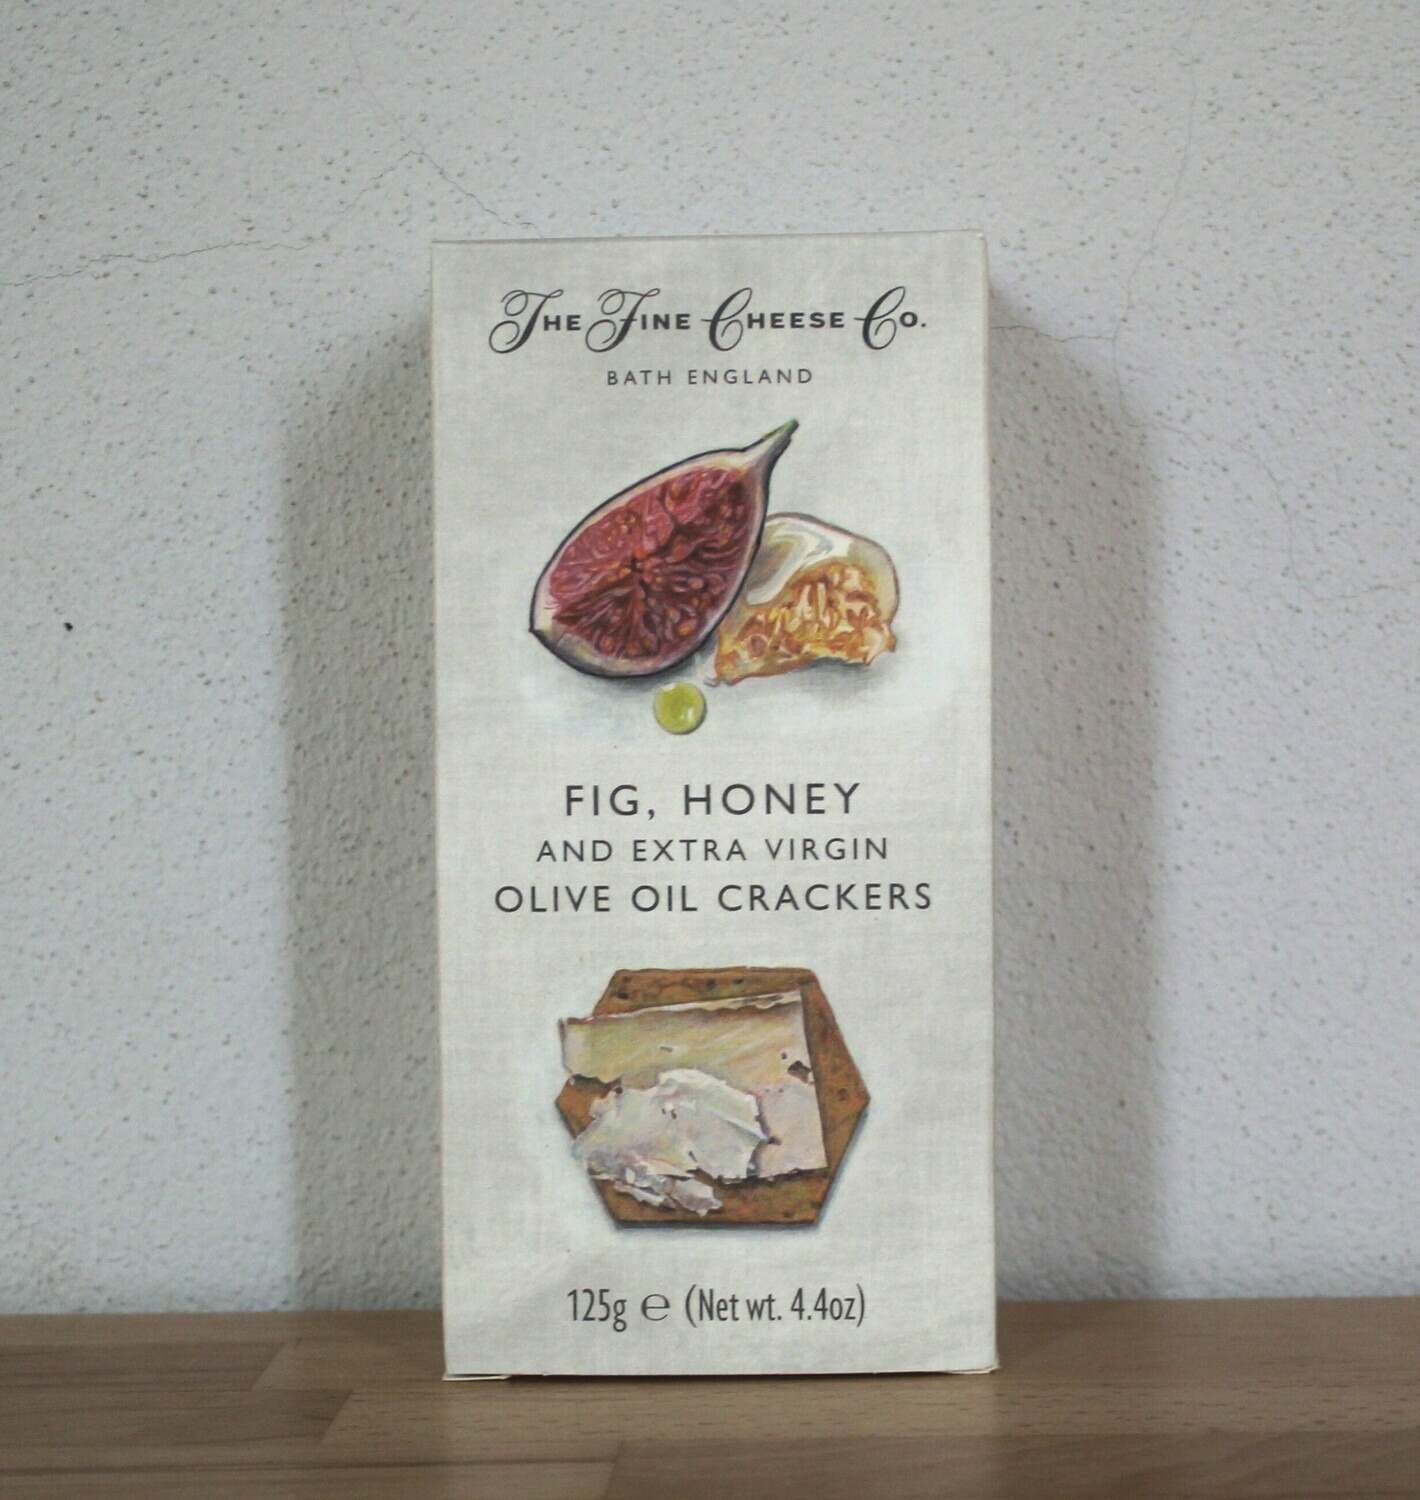 The Fine Cheese Co.
BATH ENGLAND
FIG, HONEY
AND EXTRA VIRGIN
OLIVE OIL CRACKERS
125g ℮ (Net wt. 4.4oz)